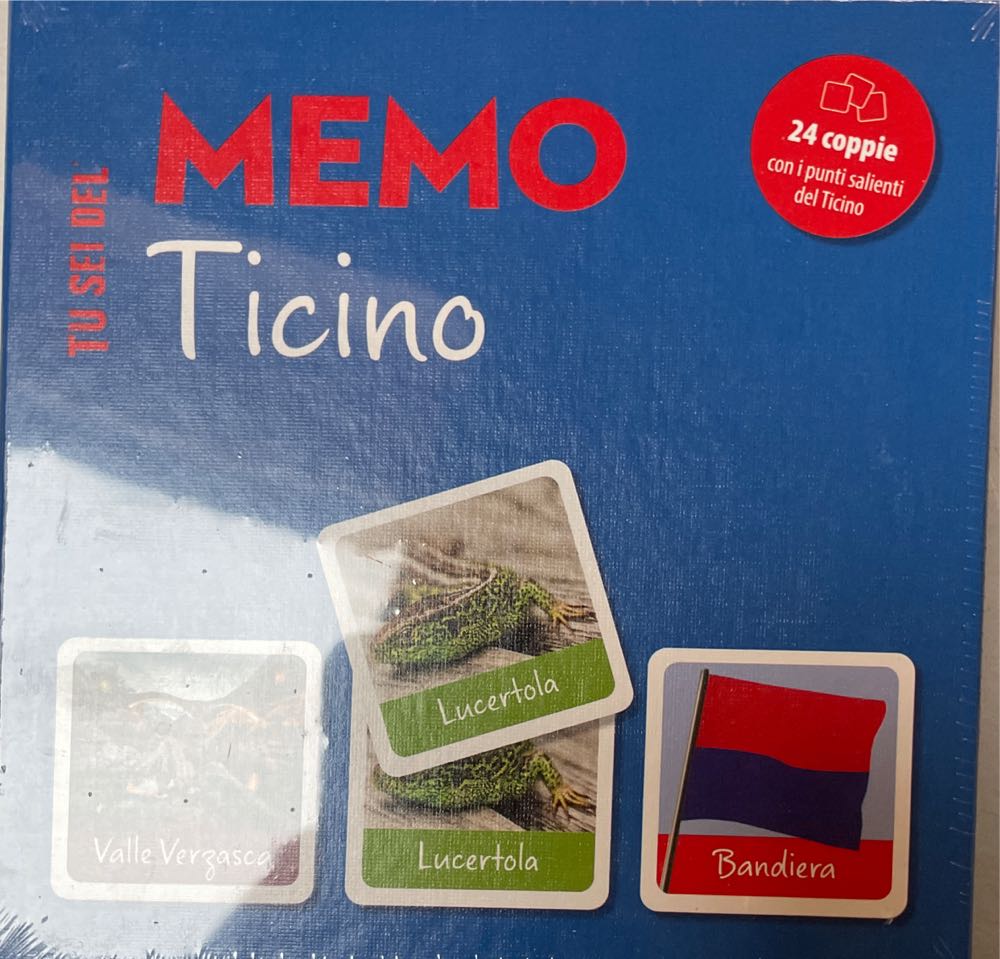 TU SEI DEL
MEMO
Ticino
24 coppie
con i punti salienti
del Ticino
Lucertola
Valle Verzasca
Lucertola
Bandiera